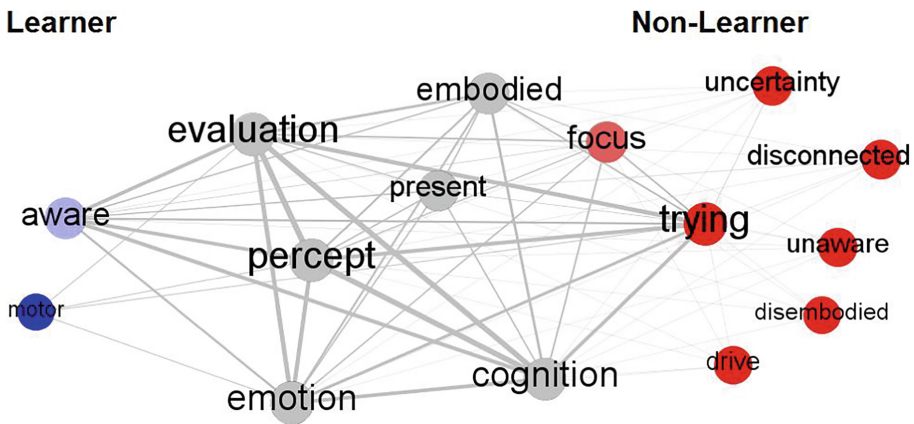 Learner
Non-Learner
uncertainty
embodied
evaluation
focus
disconnected
present
aware
trying
unaware
percept
motor
disembodied
drive
cognition
emotion